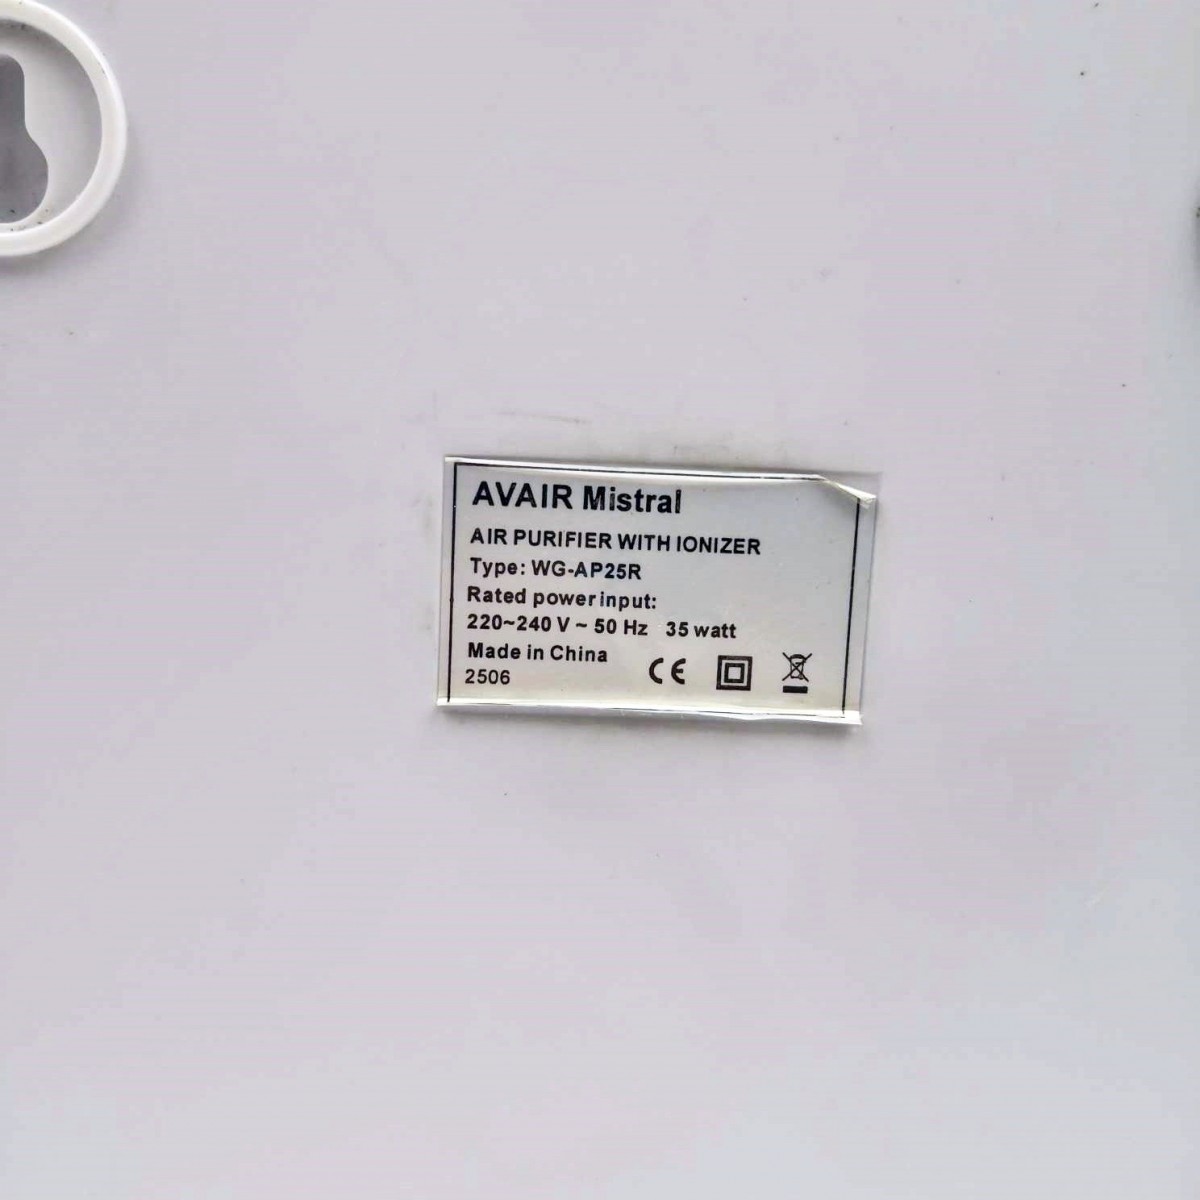 AVAIR Mistral
AIR PURIFIER WITH IONIZER
Type: WG-AP25R
Rated power input:
220~240 V ~ 50 Hz 35 watt
Made in China
2506
CE